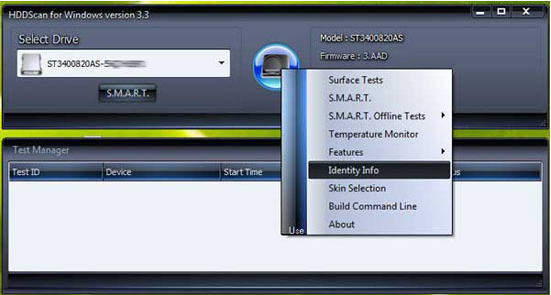 HDDScan for Windows version 3.3
Select Drive
Model : ST3400820AS
Firmware : 3.AAD
ST3400820AS-
S.M.A.R.T.
Surface Tests
S.M.A.R.T.
S.M.A.R.T. Offline Tests
Temperature Monitor
Features
Identity Info
Skin Selection
Build Command Line
About
Use
Test Manager
Test ID Device Start Time us